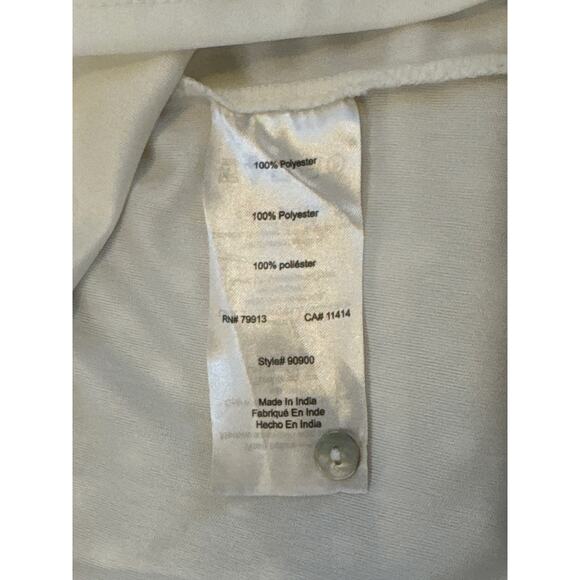 100% Polyester
100% Polyester
100% poliéster
RN# 79913 CA# 11414
Style# 90900
Made In India
Fabriqué En Inde
Hecho En India